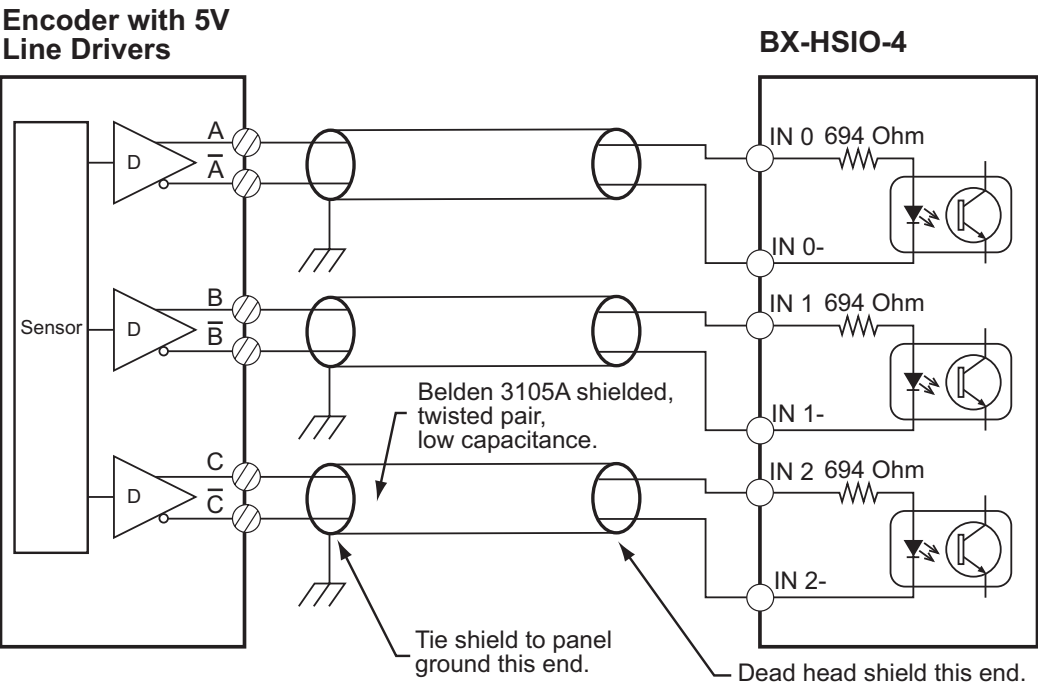 Encoder with 5V
Line Drivers
BX-HSIO-4
Sensor
D
A
A̅
IN 0 694 Ohm
IN 0-
D
B
B̅
IN 1 694 Ohm
IN 1-
Belden 3105A shielded,
twisted pair,
low capacitance.
D
C
C̅
IN 2 694 Ohm
IN 2-
Tie shield to panel
ground this end.
Dead head shield this end.